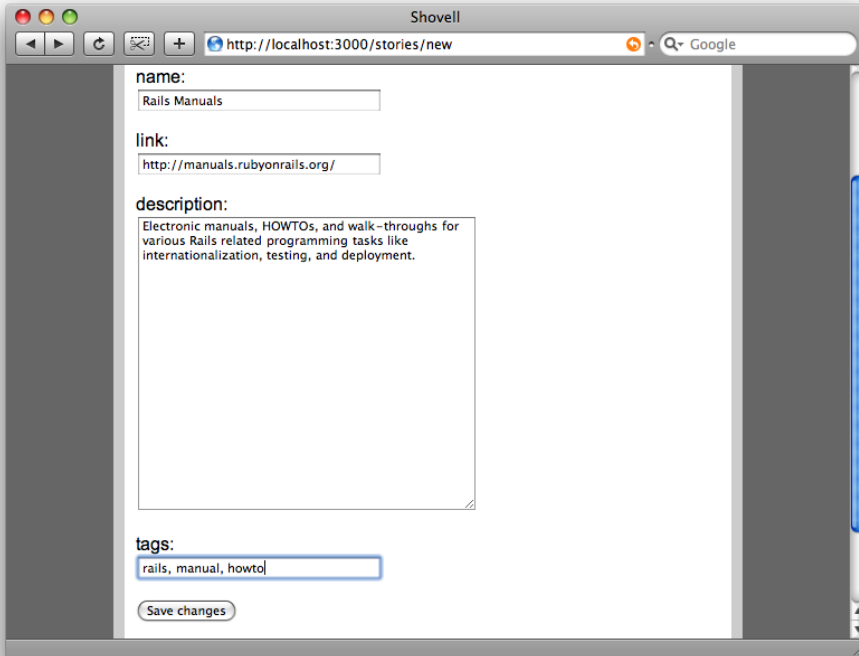 Shovell
http://localhost:3000/stories/new
Google
name:
Rails Manuals
link:
http://manuals.rubyonrails.org/
description:
Electronic manuals, HOWTOs, and walk-throughs for
various Rails related programming tasks like
internationalization, testing, and deployment.
tags:
rails, manual, howto
Save changes